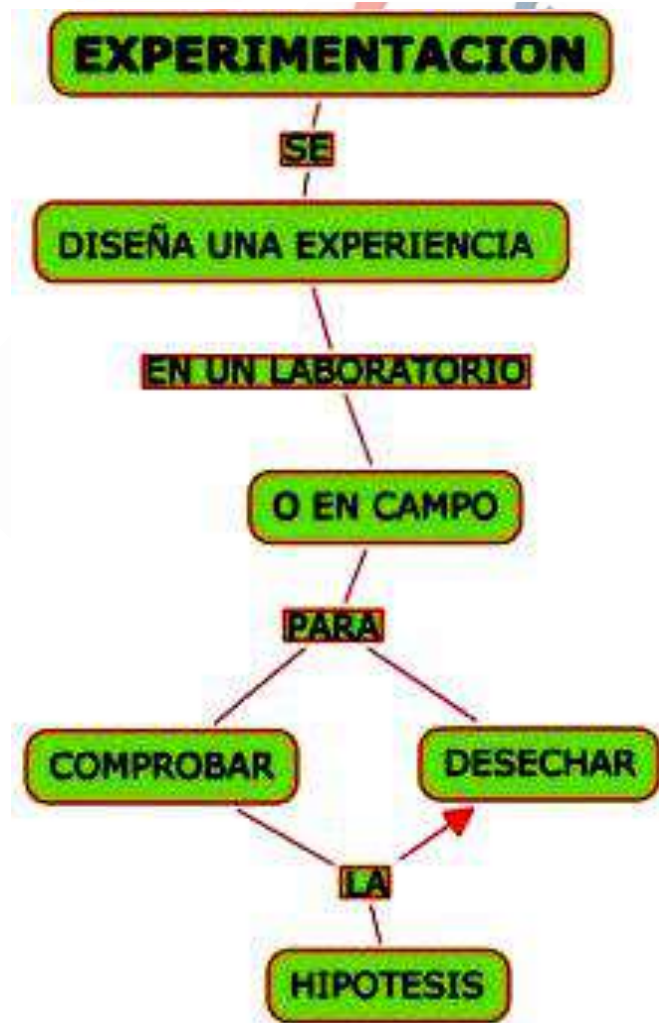 EXPERIMENTACION
SE
DISEÑA UNA EXPERIENCIA
EN UN LABORATORIO
O EN CAMPO
PARA
COMPROBAR
DESECHAR
LA
HIPOTESIS